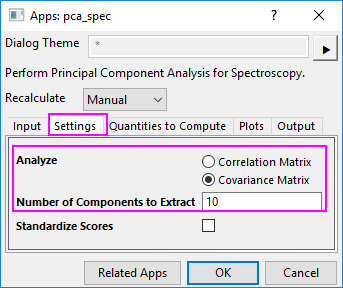 Apps: pca_spec
Dialog Theme *
Perform Principal Component Analysis for Spectroscopy.
Recalculate Manual
Input Settings Quantities to Compute Plots Output
Analyze Correlation Matrix
Covariance Matrix
Number of Components to Extract 10
Standardize Scores
Related Apps OK Cancel